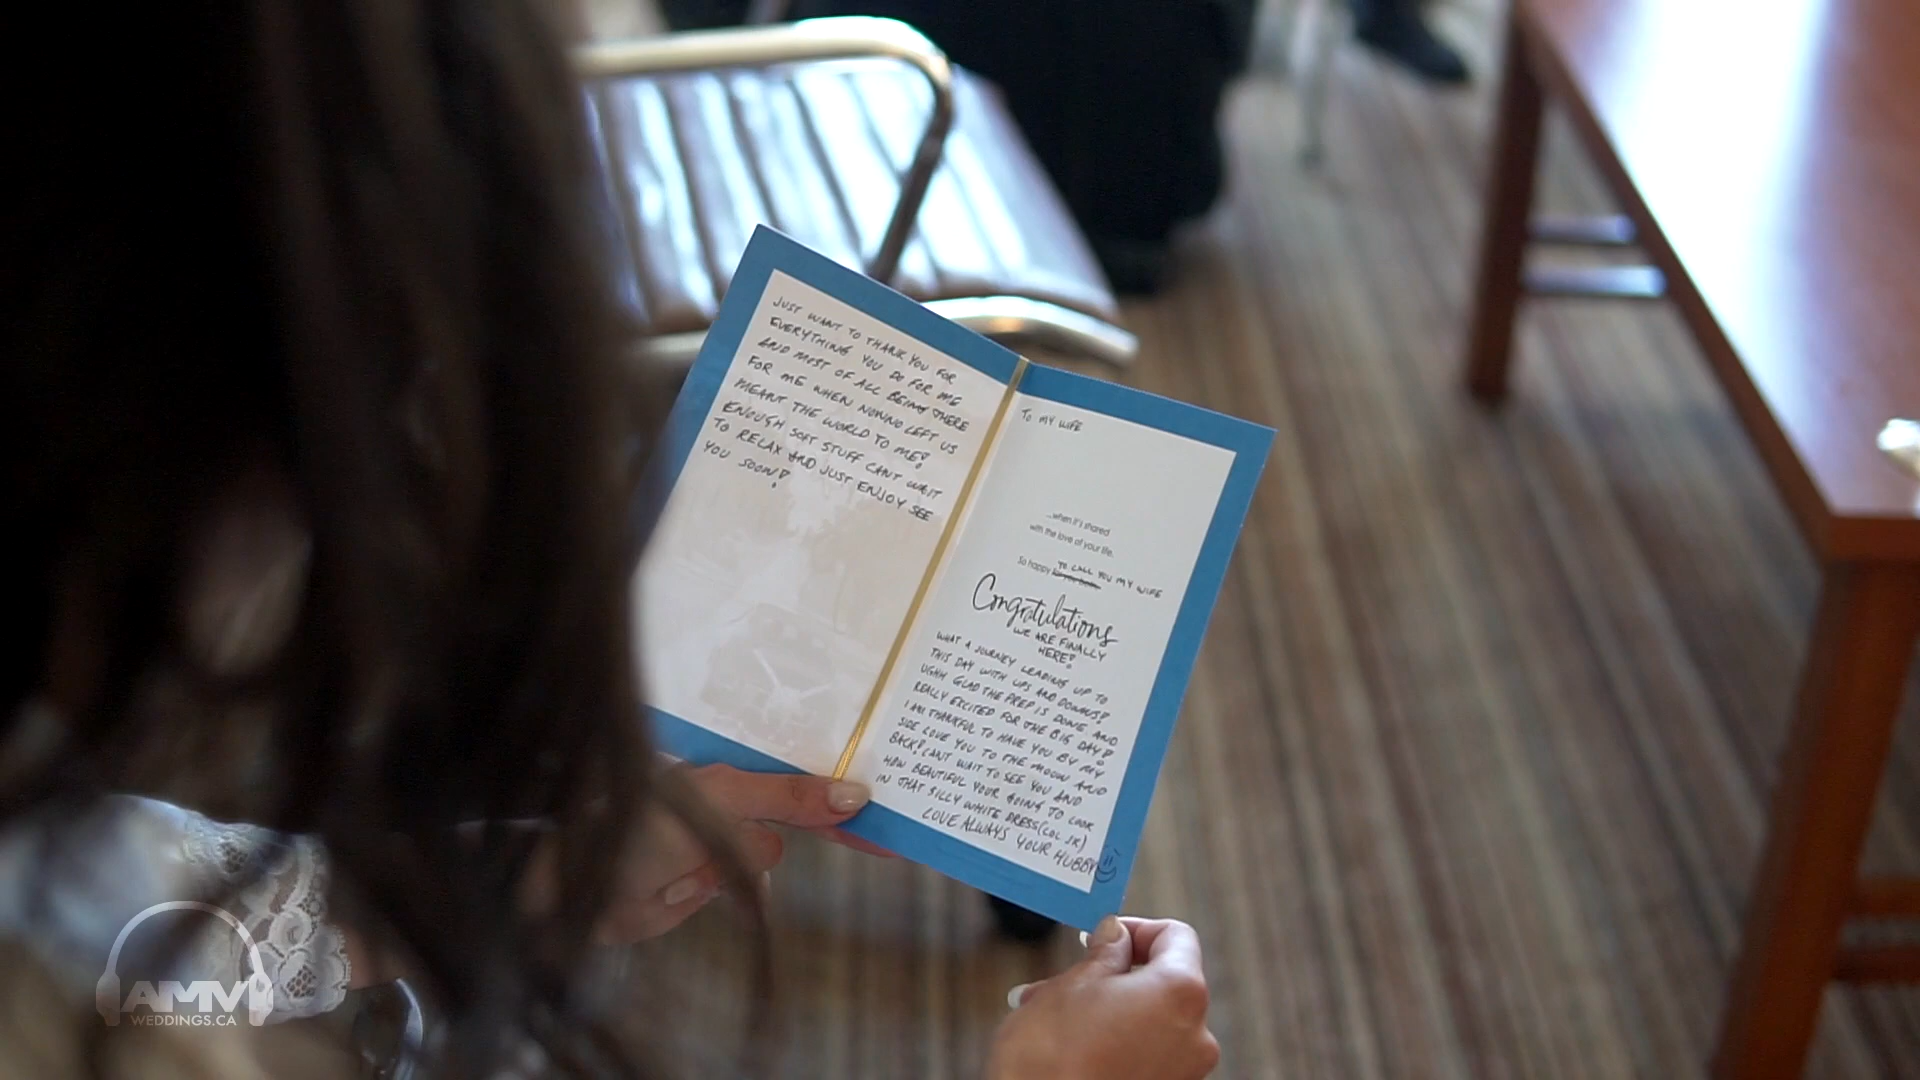 JUST WANT TO THANK YOU FOR
EVERYTHING YOU DO FOR ME
AND MOST OF ALL BEING THERE
FOR ME WHEN NONNO LEFT US
MEANT THE WORLD TO ME!
ENOUGH SOFT STUFF CANT WAIT
TO RELAX AND JUST ENJOY SEE
YOU SOON!
TO MY WIFE
...when it's shared
with the love of your life.
TO CALL YOU MY WIFE
So happy for you both.
Congratulations
WE ARE FINALLY
HERE!
WHAT A JOURNEY LEADING UP TO
THIS DAY WITH UPS AND DOWNS!
UGHH GLAD THE PREP IS DONE AND
REALLY EXCITED FOR THE BIG DAY!
I AM THANKFUL TO HAVE YOU BY MY
SIDE LOVE YOU TO THE MOON AND
BACK! CANT WAIT TO SEE YOU AND
HOW BEAUTIFUL YOUR GOING TO LOOK
IN THAT SILLY WHITE DRESS (LOL JK)
LOVE ALWAYS YOUR HUBBY
AMV
WEDDINGS.CA